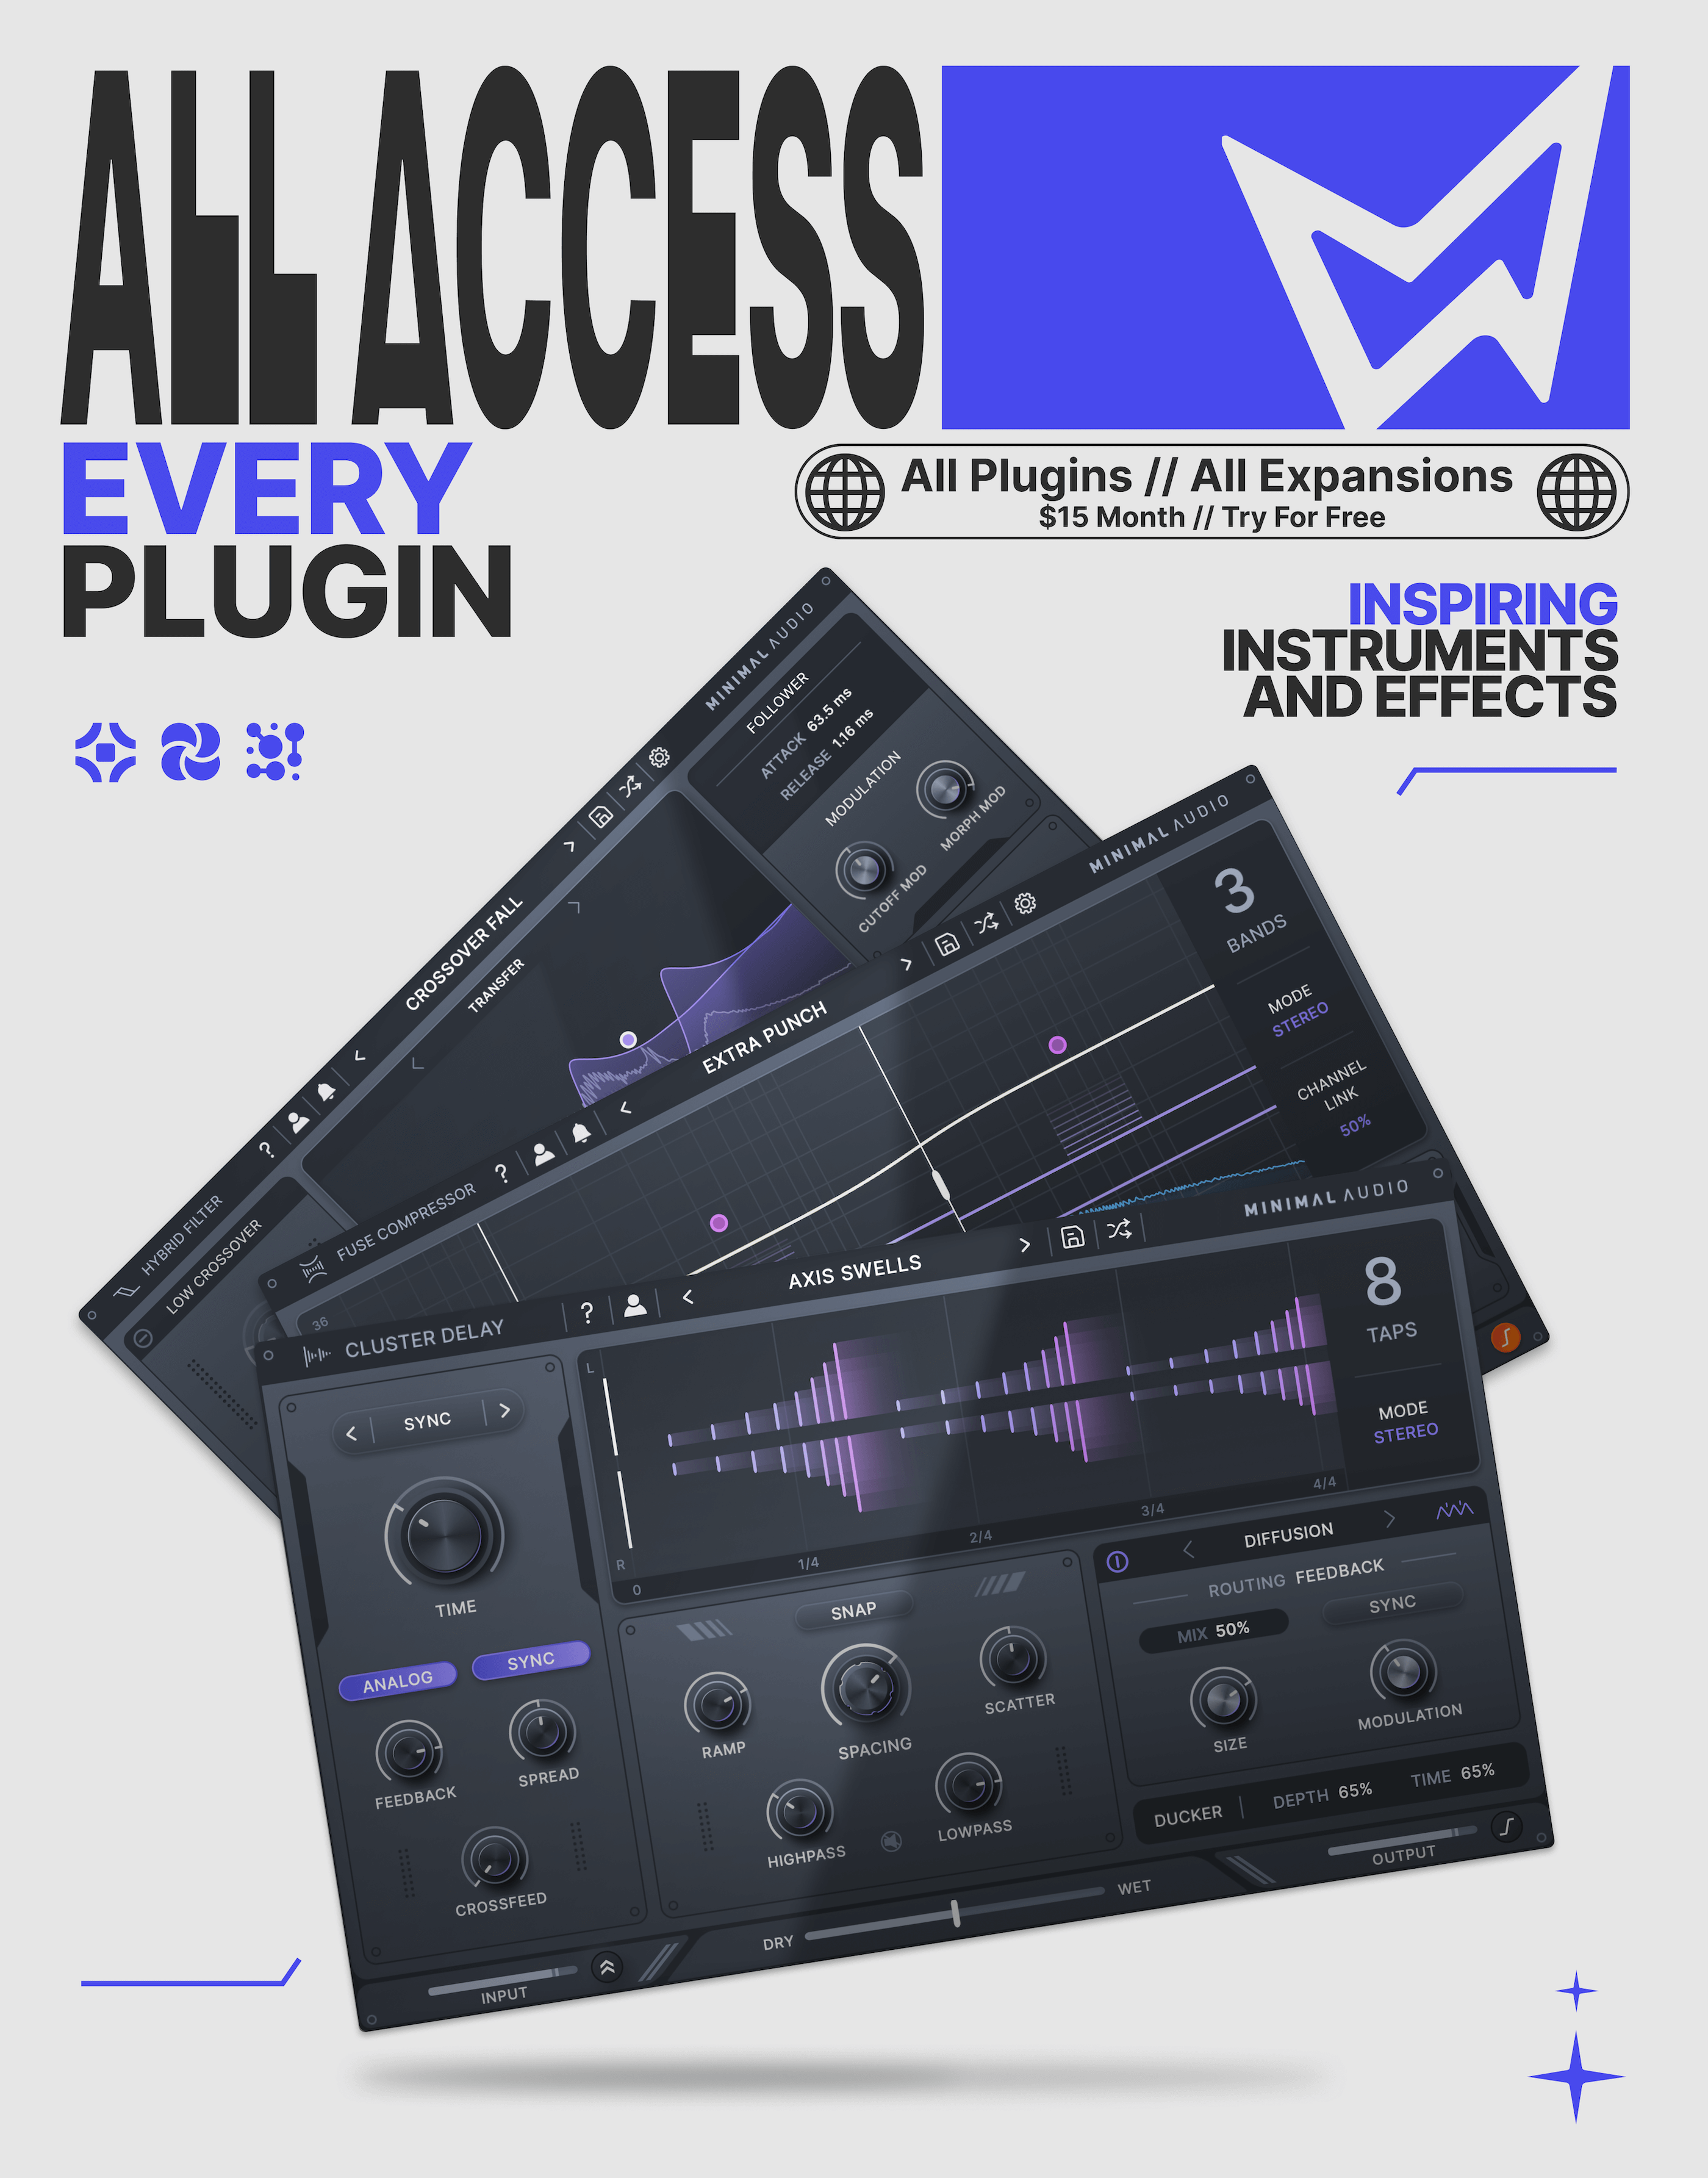 ALL ACCESS
EVERY
PLUGIN
All Plugins // All Expansions
$15 Month // Try For Free
INSPIRING
INSTRUMENTS
AND EFFECTS
HYBRID FILTER
?
CROSSOVER FALL
MINIMAL AUDIO
LOW CROSSOVER
TRANSFER
FOLLOWER
ATTACK 63.5 ms
RELEASE 1.16 ms
MODULATION
CUTOFF MOD
MORPH MOD
FUSE COMPRESSOR
?
EXTRA PUNCH
MINIMAL AUDIO
36
3
BANDS
MODE
STEREO
CHANNEL
LINK
50%
CLUSTER DELAY
?
AXIS SWELLS
MINIMAL AUDIO
SYNC
TIME
ANALOG
SYNC
FEEDBACK
SPREAD
CROSSFEED
L
R
0
1/4
2/4
3/4
4/4
8
TAPS
MODE
STEREO
SNAP
RAMP
SPACING
SCATTER
HIGHPASS
LOWPASS
DIFFUSION
ROUTING FEEDBACK
MIX 50%
SYNC
SIZE
MODULATION
DUCKER
DEPTH 65%
TIME 65%
INPUT
DRY
WET
OUTPUT